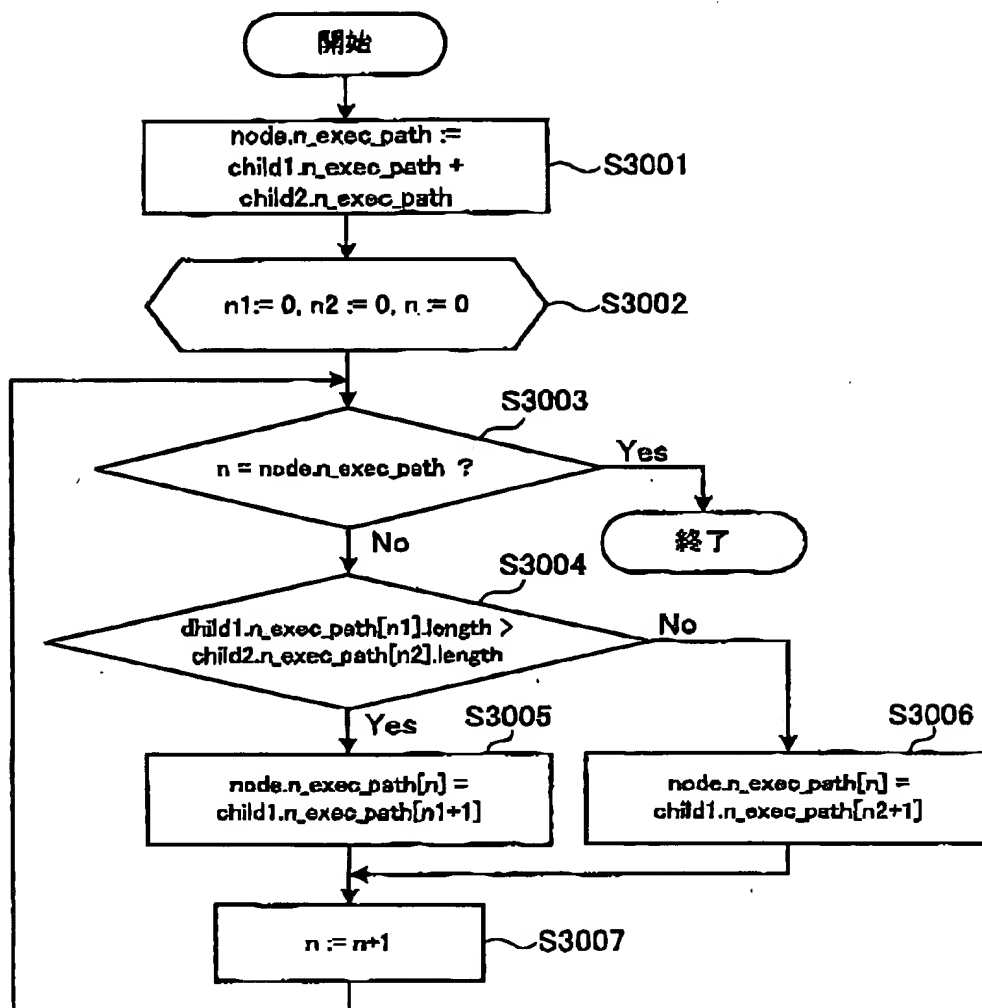 開始
node.n_exec_path :=
child1.n_exec_path +
child2.n_exec_path
S3001
n1:= 0, n2 := 0, n := 0
S3002
S3003
n = node.n_exec_path ?
Yes
終了
No
S3004
child1.n_exec_path[n1].length >
child2.n_exec_path[n2].length
No
Yes
S3005
node.n_exec_path[n] =
child1.n_exec_path[n1+1]
S3006
node.n_exec_path[n] =
child1.n_exec_path[n2+1]
n := n+1
S3007